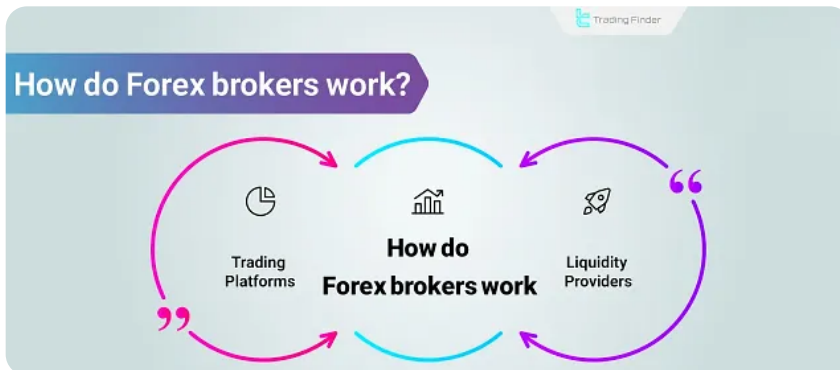 Trading Finder
How do Forex brokers work?
Trading
Platforms
How do
Forex brokers work
Liquidity
Providers